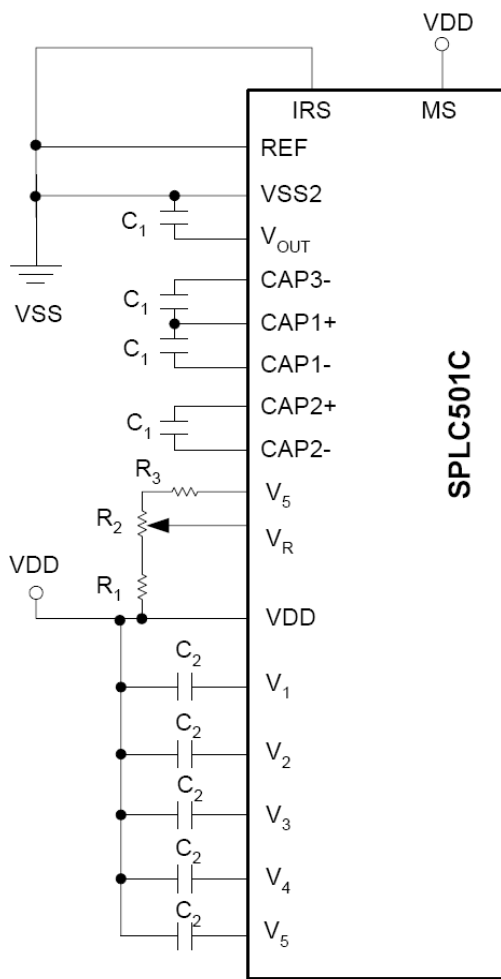 VDD
IRS MS
REF
VSS2
C1
VOUT
VSS
CAP3-
C1
CAP1+
C1
CAP1-
CAP2+
C1
CAP2-
SPLC501C
R3
V5
R2
VR
VDD
R1
VDD
C2
V1
C2
V2
C2
V3
C2
V4
C2
V5